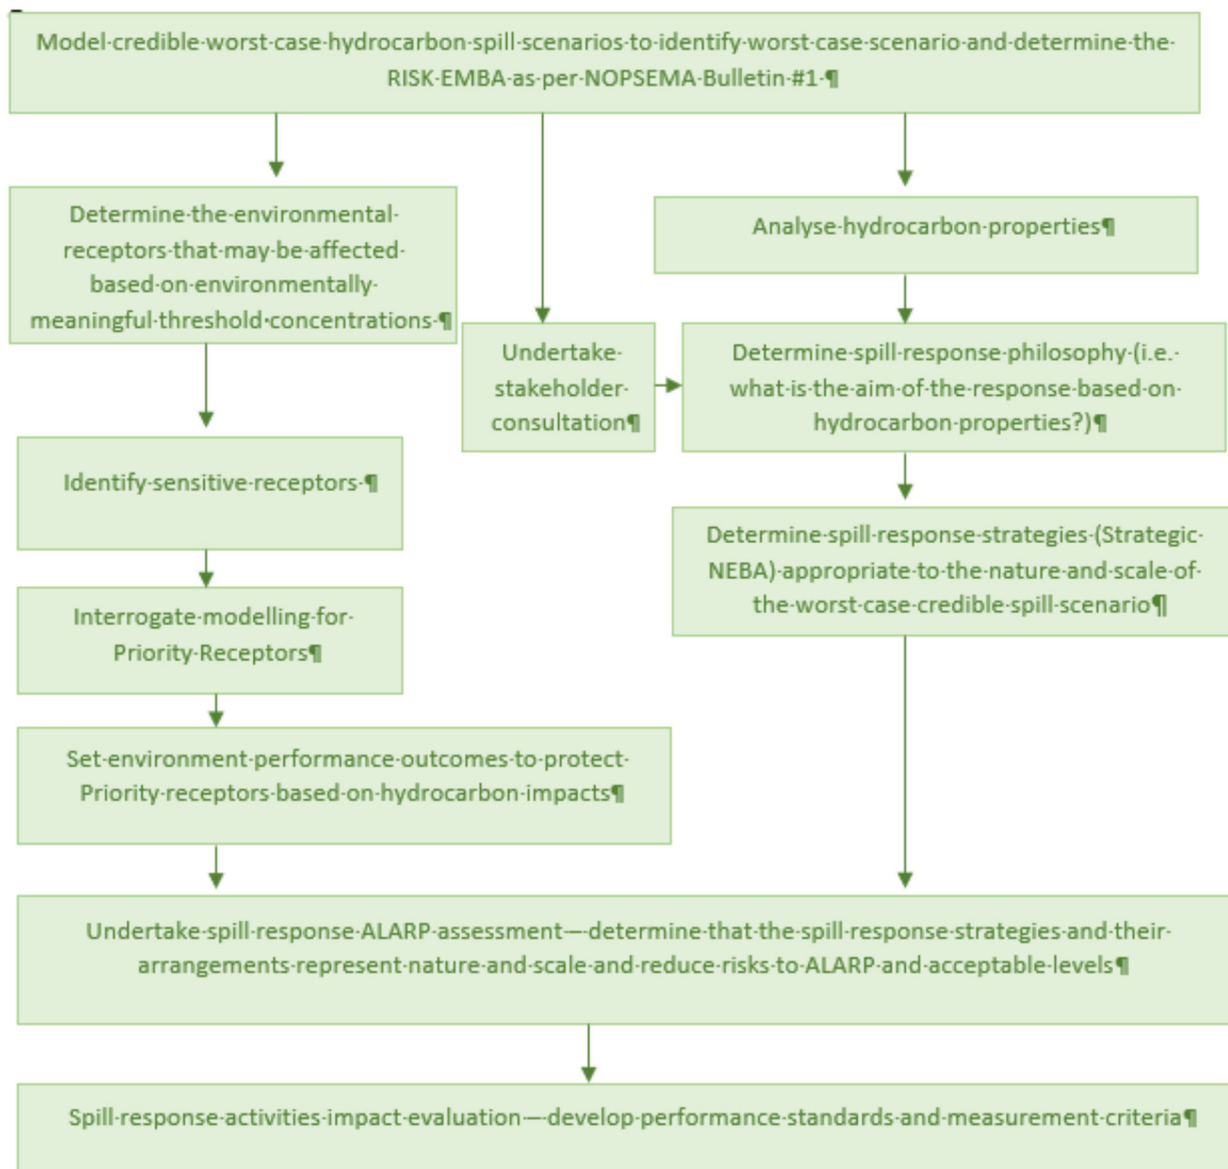 Model credible worst case hydrocarbon spill scenarios to identify worst case scenario and determine the
RISK EMBA as per NOPSEMA Bulletin #1 ¶
Determine the environmental
receptors that may be affected
based on environmentally
meaningful threshold concentrations ¶
Analyse hydrocarbon properties¶
Undertake
stakeholder
consultation¶
Determine spill response philosophy (i.e.
what is the aim of the response based on
hydrocarbon properties?)¶
Identify sensitive receptors ¶
Determine spill response strategies (Strategic
NEBA) appropriate to the nature and scale of
the worst case credible spill scenario¶
Interrogate modelling for
Priority Receptors¶
Set environment performance outcomes to protect
Priority receptors based on hydrocarbon impacts¶
Undertake spill response ALARP assessment — determine that the spill response strategies and their
arrangements represent nature and scale and reduce risks to ALARP and acceptable levels¶
Spill response activities impact evaluation — develop performance standards and measurement criteria¶